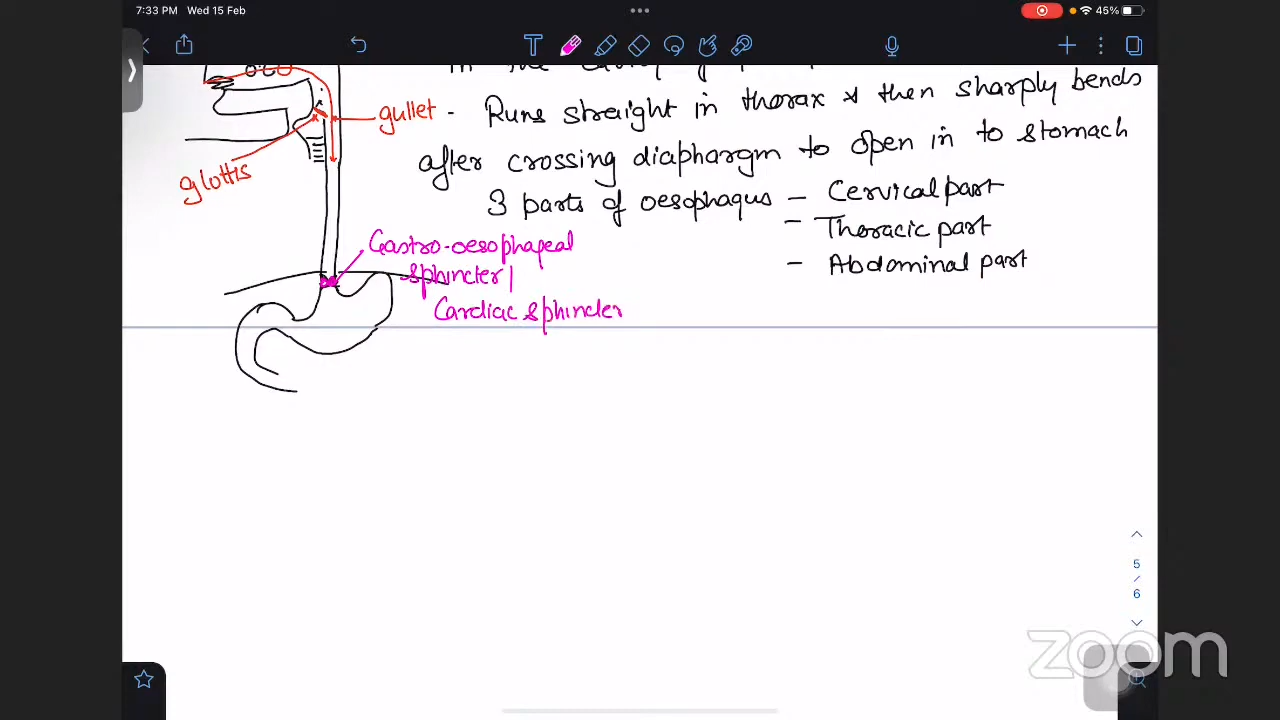 7:33 PM Wed 15 Feb
45%
T
gullet - Runs straight in thorax & then sharply bends
after crossing diaphargm to open in to stomach
glottis
3 parts of oesophagus - Cervical part
- Thoracic part
- Abdominal part
Gastro-oesophageal
sphincter /
Cardiac sphincter
5
/
6
zoom